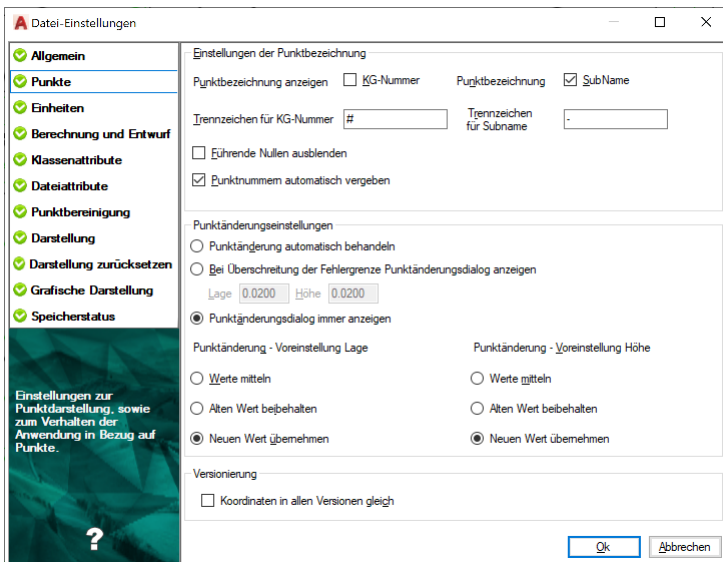 Datei-Einstellungen
Allgemein
Punkte
Einheiten
Berechnung und Entwurf
Klassenattribute
Dateiattribute
Punktbereinigung
Darstellung
Darstellung zurücksetzen
Grafische Darstellung
Speicherstatus
Einstellungen zur
Punktdarstellung, sowie
zum Verhalten der
Anwendung in Bezug auf
Punkte.
?
Einstellungen der Punktbezeichnung
Punktbezeichnung anzeigen KG-Nummer Punktbezeichnung SubName
Trennzeichen für KG-Nummer # Trennzeichen
für Subname -
Führende Nullen ausblenden
Punktnummern automatisch vergeben
Punktänderungseinstellungen
Punktänderung automatisch behandeln
Bei Überschreitung der Fehlergrenze Punktänderungsdialog anzeigen
Lage 0.0200 Höhe 0.0200
Punktänderungsdialog immer anzeigen
Punktänderung - Voreinstellung Lage Punktänderung - Voreinstellung Höhe
Werte mitteln Werte mitteln
Alten Wert beibehalten Alten Wert beibehalten
Neuen Wert übernehmen Neuen Wert übernehmen
Versionierung
Koordinaten in allen Versionen gleich
Ok Abbrechen